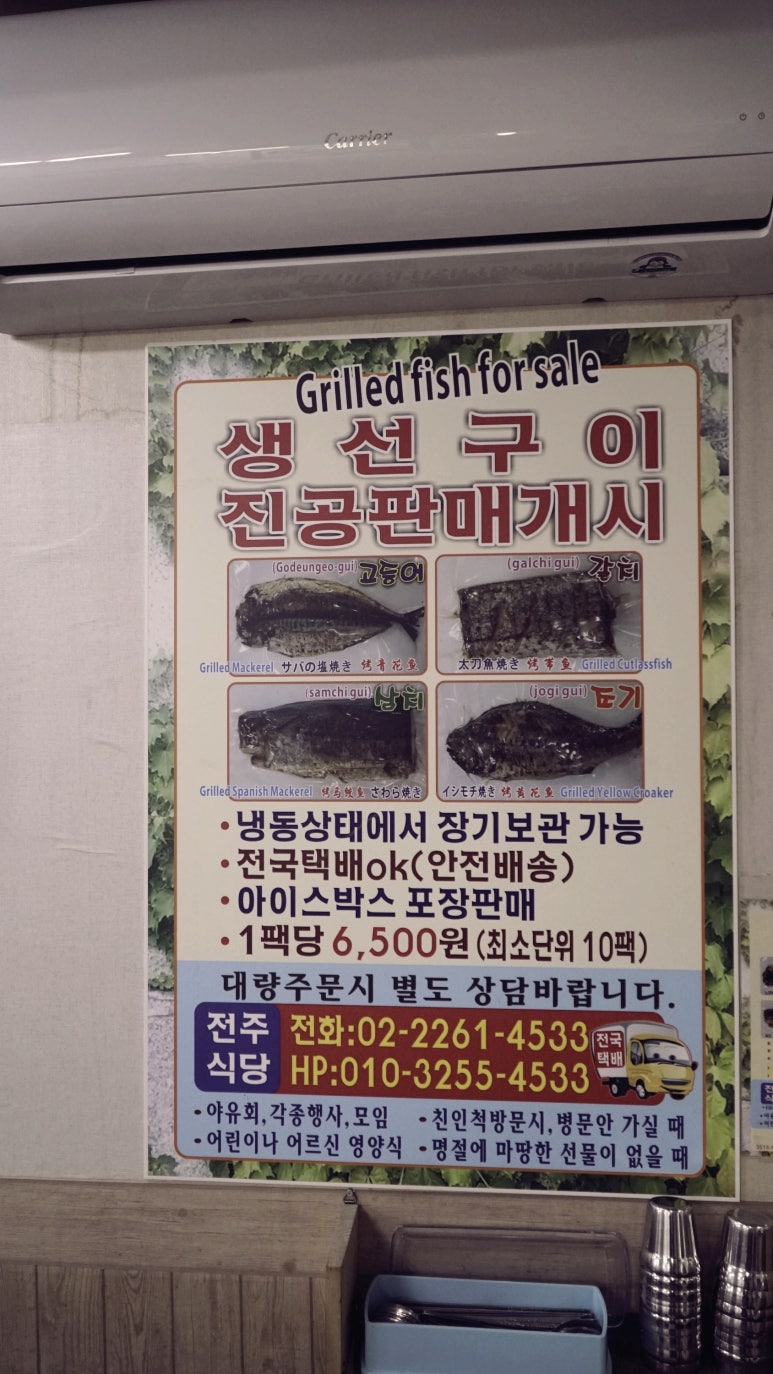 Carrier
Grilled fish for sale
생선구이
진공판매개시
(Godeungeo-gui) 고등어
Grilled Mackerel サバの塩焼き 烤青花鱼
(galchi gui) 갈치
太刀魚焼き 烤带鱼 Grilled Cutlassfish
(samchi gui) 삼치
Grilled Spanish Mackerel 烤马鲛鱼 さわら焼き
(jogi gui) 조기
イシモチ焼き 烤黄花鱼 Grilled Yellow Croaker
•냉동상태에서 장기보관 가능
•전국택배ok(안전배송)
•아이스박스 포장판매
•1팩당 6,500원 (최소단위 10팩)
대량주문시 별도 상담바랍니다.
전주
식당
전화:02-2261-4533
HP:010-3255-4533
전국
택배
•야유회,각종행사,모임
•어린이나 어르신 영양식
•친인척방문시,병문안 가실 때
•명절에 마땅한 선물이 없을 때